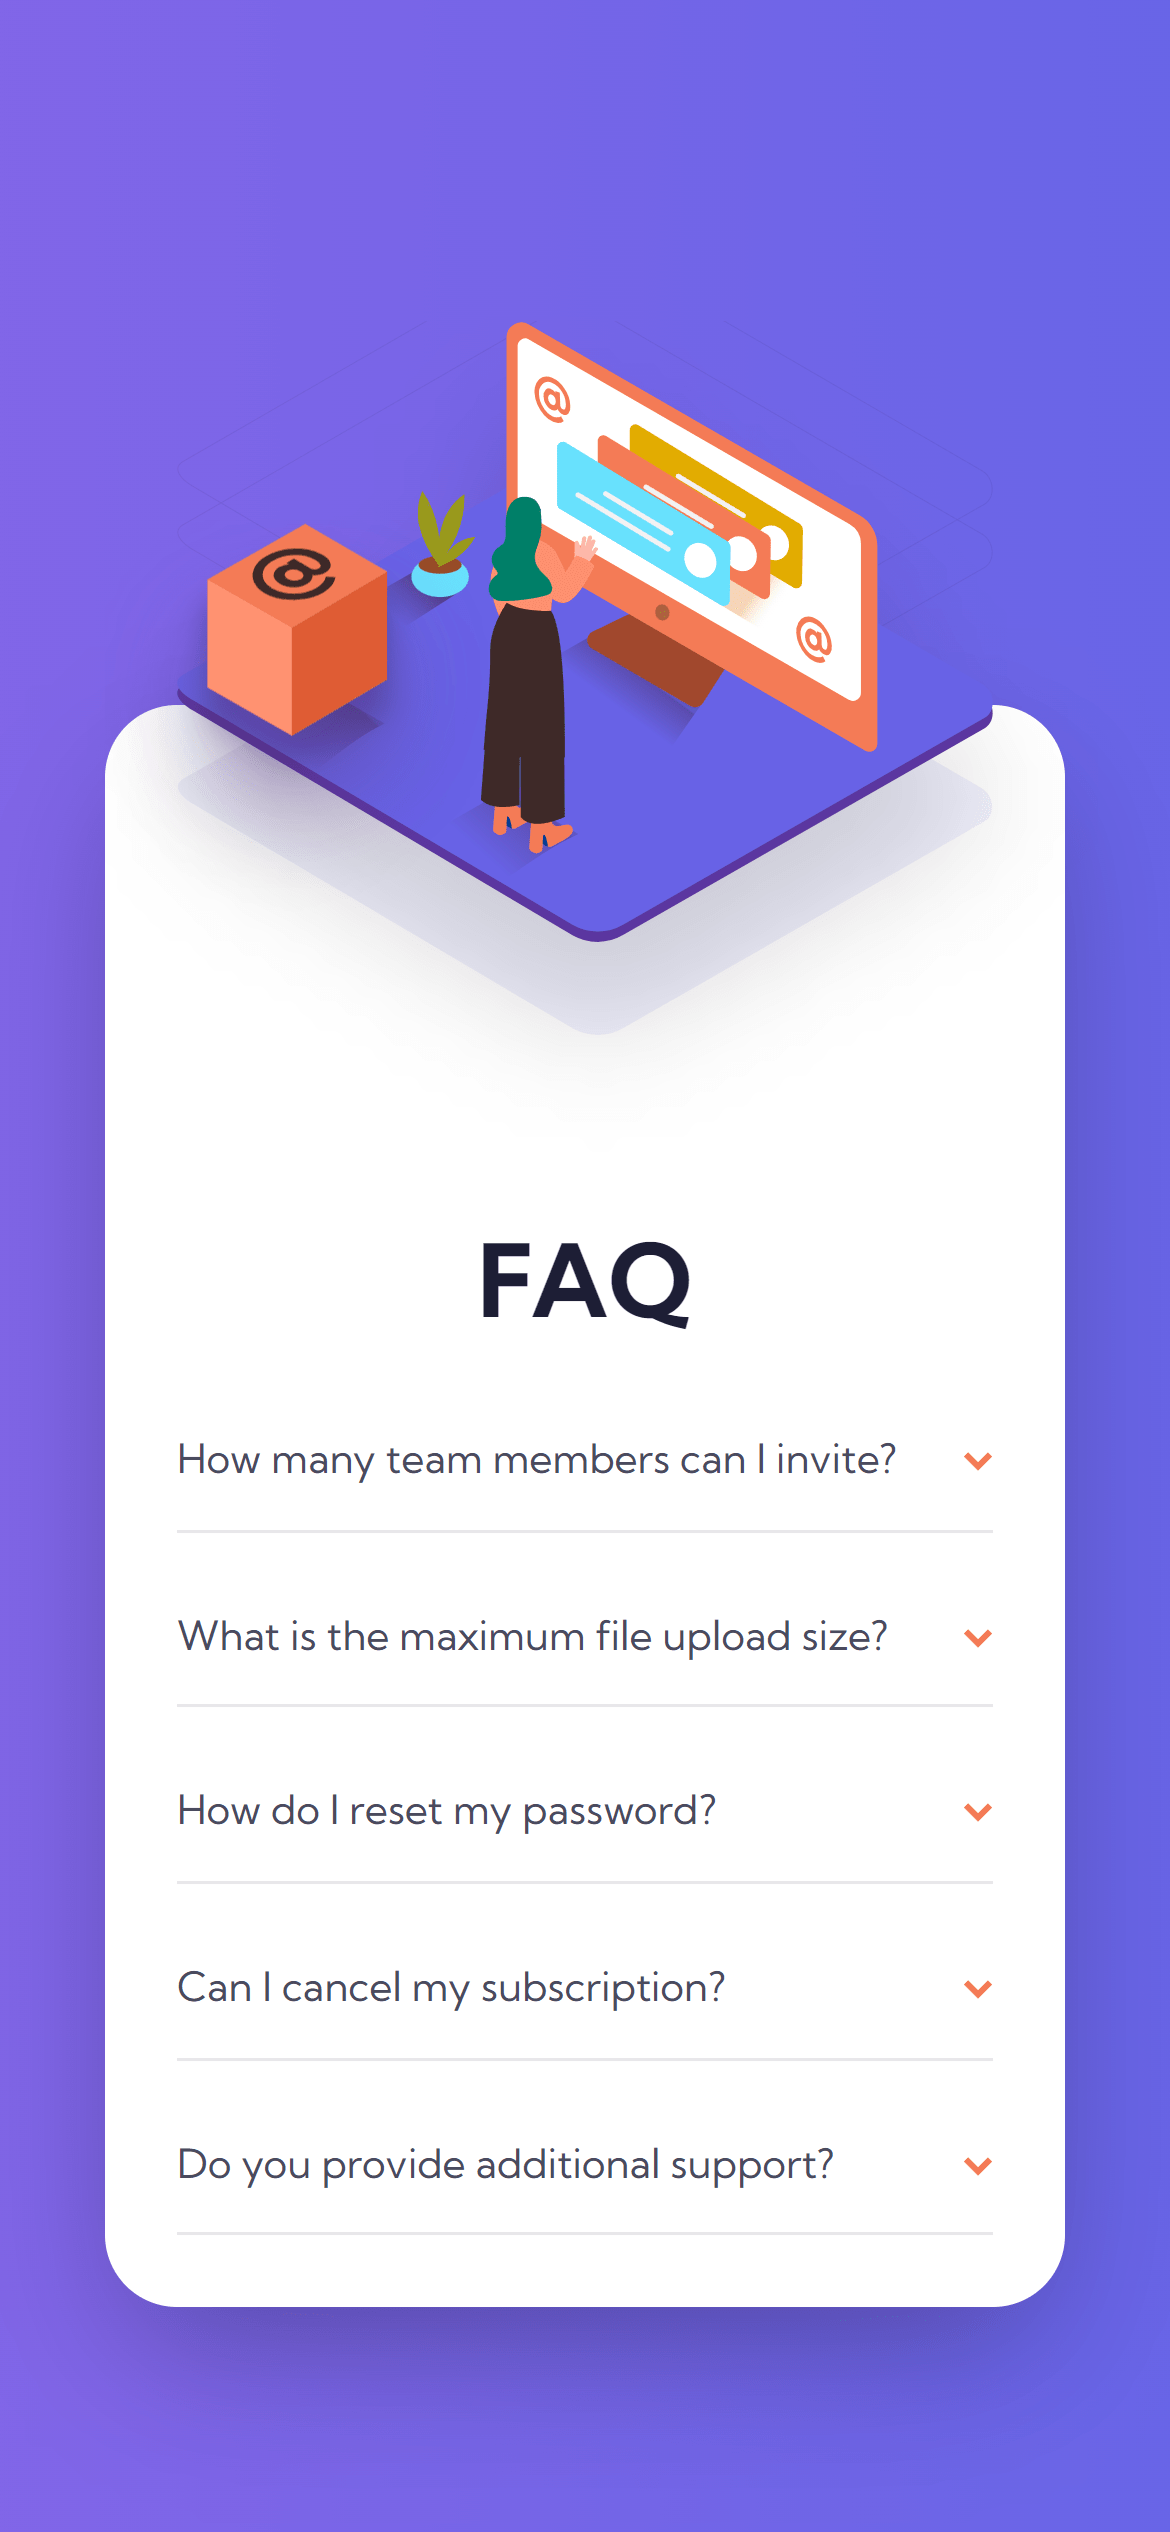 @
@
@
FAQ
How many team members can I invite?
What is the maximum file upload size?
How do I reset my password?
Can I cancel my subscription?
Do you provide additional support?